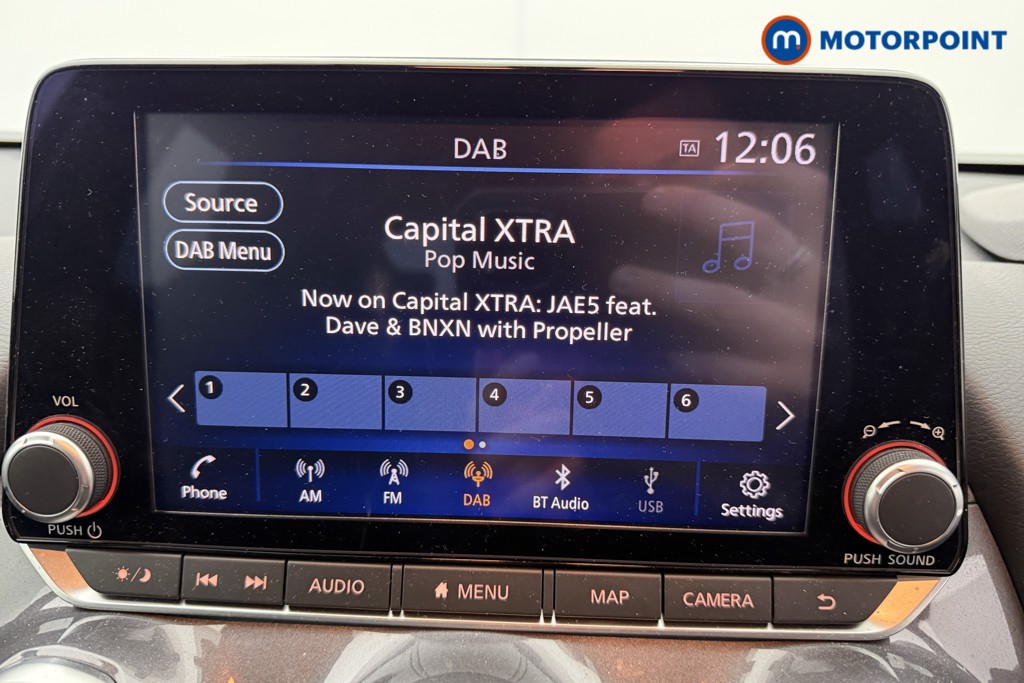 m MOTORPOINT
DAB
TA 12:06
Source
DAB Menu
Capital XTRA
Pop Music
Now on Capital XTRA: JAE5 feat.
Dave & BNXN with Propeller
1 2 3 4 5 6
VOL
PUSH
Phone AM FM DAB BT Audio USB Settings
PUSH SOUND
AUDIO MENU MAP CAMERA